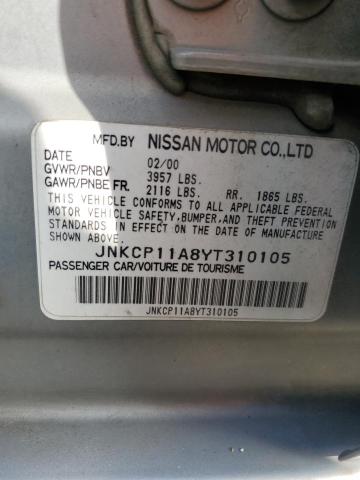 MFD.BY NISSAN MOTOR CO.,LTD
DATE 02/00
GVWR/PNBV 3957 LBS.
GAWR/PNBE FR. 2116 LBS. RR. 1865 LBS.
THIS VEHICLE CONFORMS TO ALL APPLICABLE FEDERAL
MOTOR VEHICLE SAFETY,BUMPER,AND THEFT PREVENTION
STANDARDS IN EFFECT ON THE DATE OF MANUFACTURE
SHOWN ABOVE.
JNKCP11A8YT310105
PASSENGER CAR/VOITURE DE TOURISME
JNKCP11A8YT310105